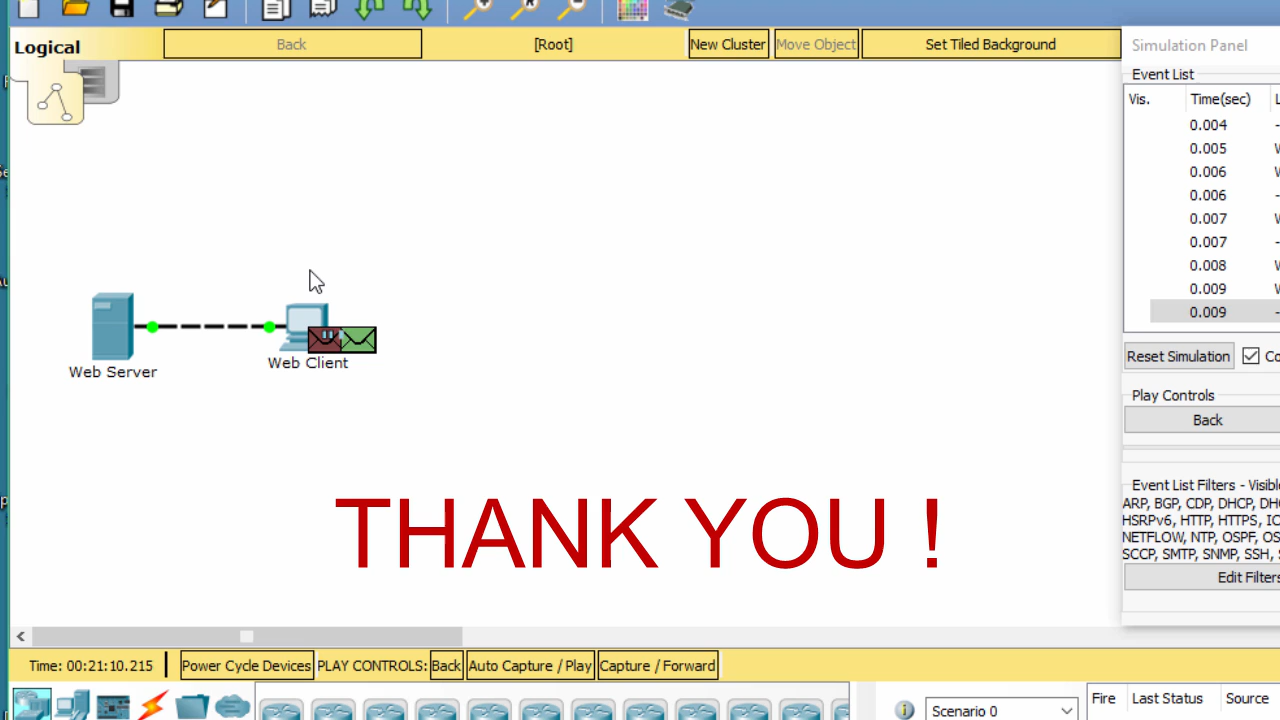 Logical
Back
[Root]
New Cluster
Move Object
Set Tiled Background
Simulation Panel
Event List
Vis. Time(sec)
0.004 -
0.005
0.006
0.006 -
0.007
0.007 -
0.008
0.009
0.009 -
Web Server
Web Client
Reset Simulation
Play Controls
Back
Event List Filters - Visible
ARP, BGP, CDP, DHCP,
HSRPv6, HTTP, HTTPS,
NETFLOW, NTP, OSPF,
SCCP, SMTP, SNMP, SSH,
Edit Filters
THANK YOU !
Time: 00:21:10.215
Power Cycle Devices PLAY CONTROLS: Back Auto Capture / Play Capture / Forward
Scenario 0
Fire Last Status Source